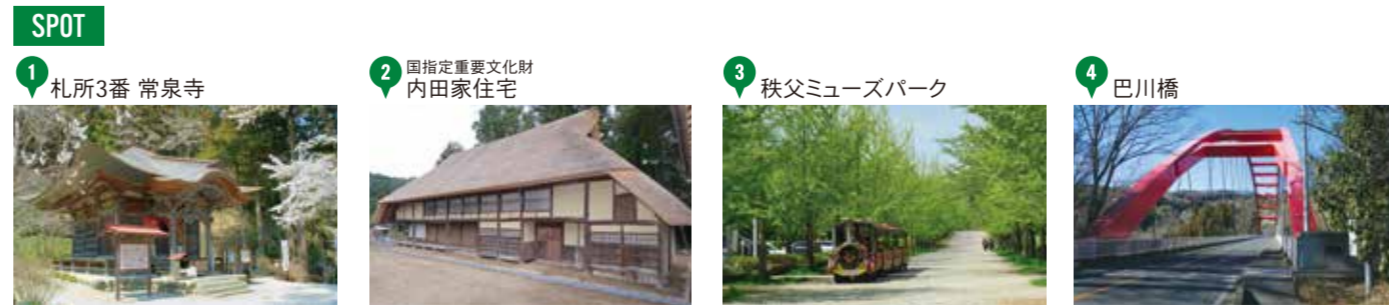 SPOT
1 札所3番 常泉寺
2 国指定重要文化財
内田家住宅
3 秩父ミューズパーク
4 巴川橋